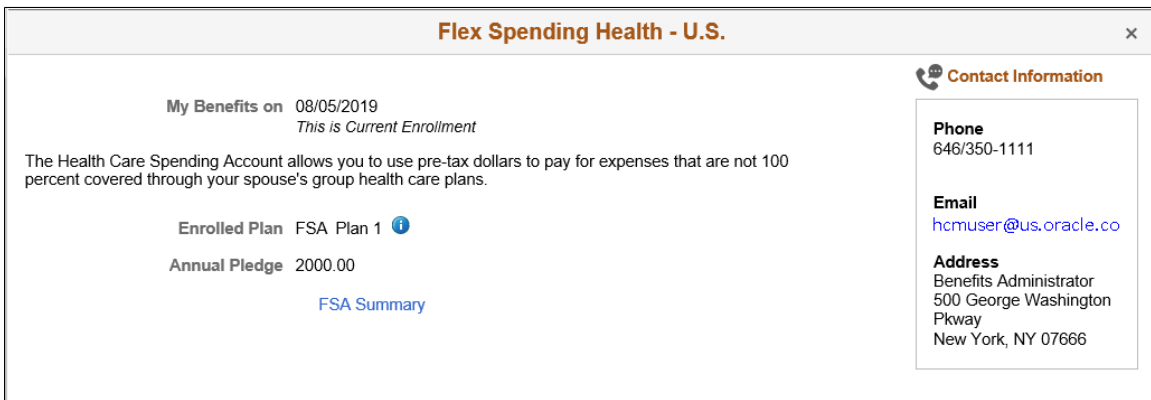 Flex Spending Health - U.S.
×
Contact Information
My Benefits on 08/05/2019
This is Current Enrollment
The Health Care Spending Account allows you to use pre-tax dollars to pay for expenses that are not 100
percent covered through your spouse's group health care plans.
Enrolled Plan FSA Plan 1
Annual Pledge 2000.00
FSA Summary
Phone
646/350-1111
Email
hcmuser@us.oracle.co
Address
Benefits Administrator
500 George Washington
Pkway
New York, NY 07666